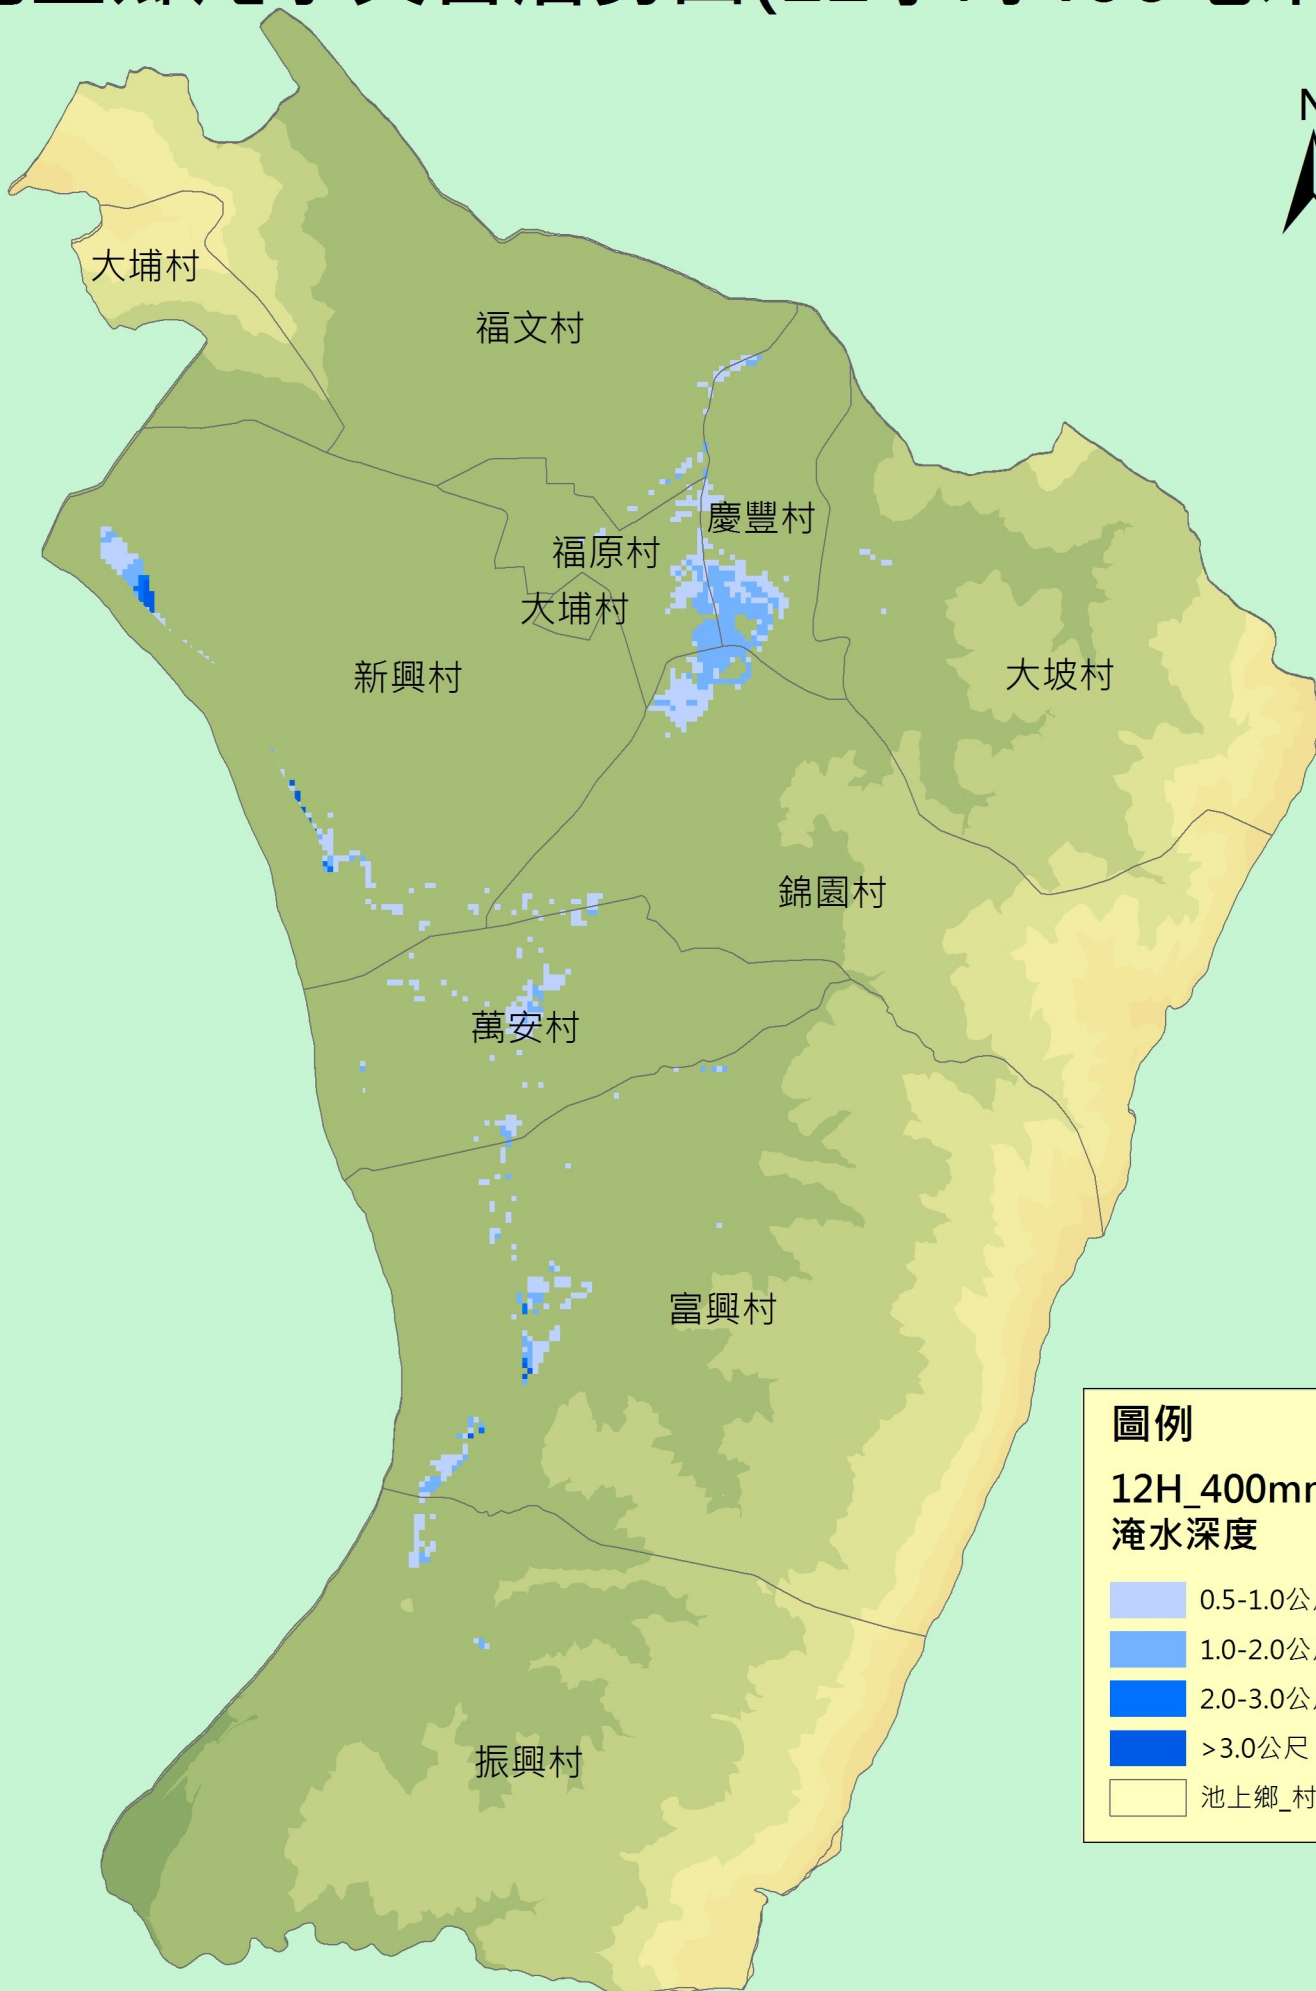 N
大埔村
福文村
慶豐村
福原村
大埔村
新興村
大坡村
錦園村
萬安村
富興村
振興村
圖例
12H_400mm
淹水深度
0.5-1.0公
1.0-2.0公
2.0-3.0公
>3.0公尺
池上鄉_村